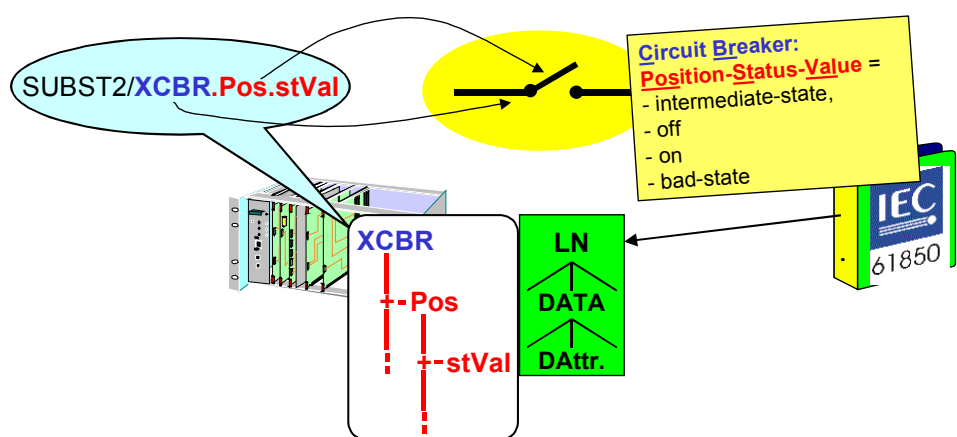 SUBST2/XCBR.Pos.stVal
Circuit Breaker:
Position-Status-Value =
- intermediate-state,
- off
- on
- bad-state
IEC
61850
XCBR
Pos
stVal
LN
DATA
DAttr.